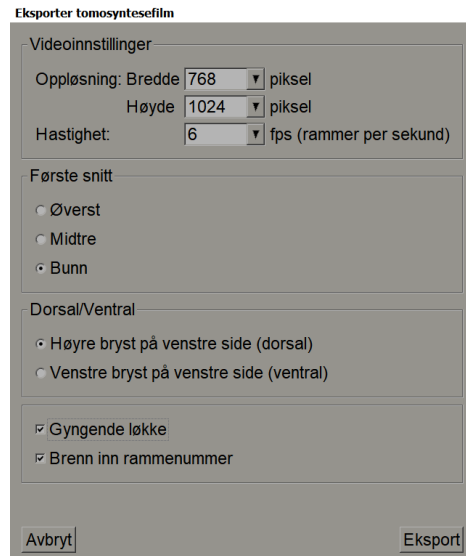 Eksporter tomosyntesefilm
Videoinnstillinger
Oppløsning: Bredde 768 piksel
Høyde 1024 piksel
Hastighet: 6 fps (rammer per sekund)
Første snitt
Øverst
Midtre
Bunn
Dorsal/Ventral
Høyre bryst på venstre side (dorsal)
Venstre bryst på venstre side (ventral)
Gyngende løkke
Brenn inn rammenummer
Avbryt Eksport